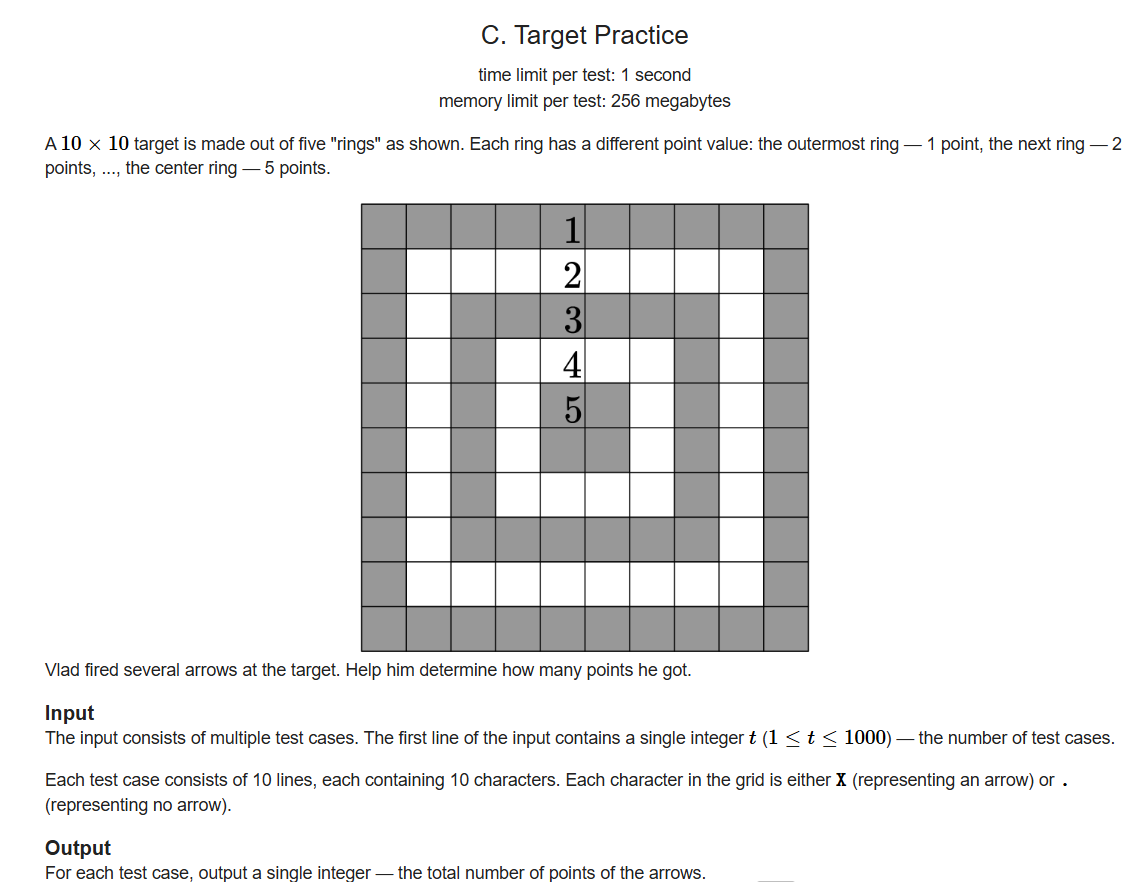 C. Target Practice
time limit per test: 1 second
memory limit per test: 256 megabytes
A 10 × 10 target is made out of five "rings" as shown. Each ring has a different point value: the outermost ring — 1 point, the next ring — 2
points, ..., the center ring — 5 points.
1
2
3
4
5
Vlad fired several arrows at the target. Help him determine how many points he got.
Input
The input consists of multiple test cases. The first line of the input contains a single integer t (1 ≤ t ≤ 1000) — the number of test cases.
Each test case consists of 10 lines, each containing 10 characters. Each character in the grid is either X (representing an arrow) or .
(representing no arrow).
Output
For each test case, output a single integer — the total number of points of the arrows.